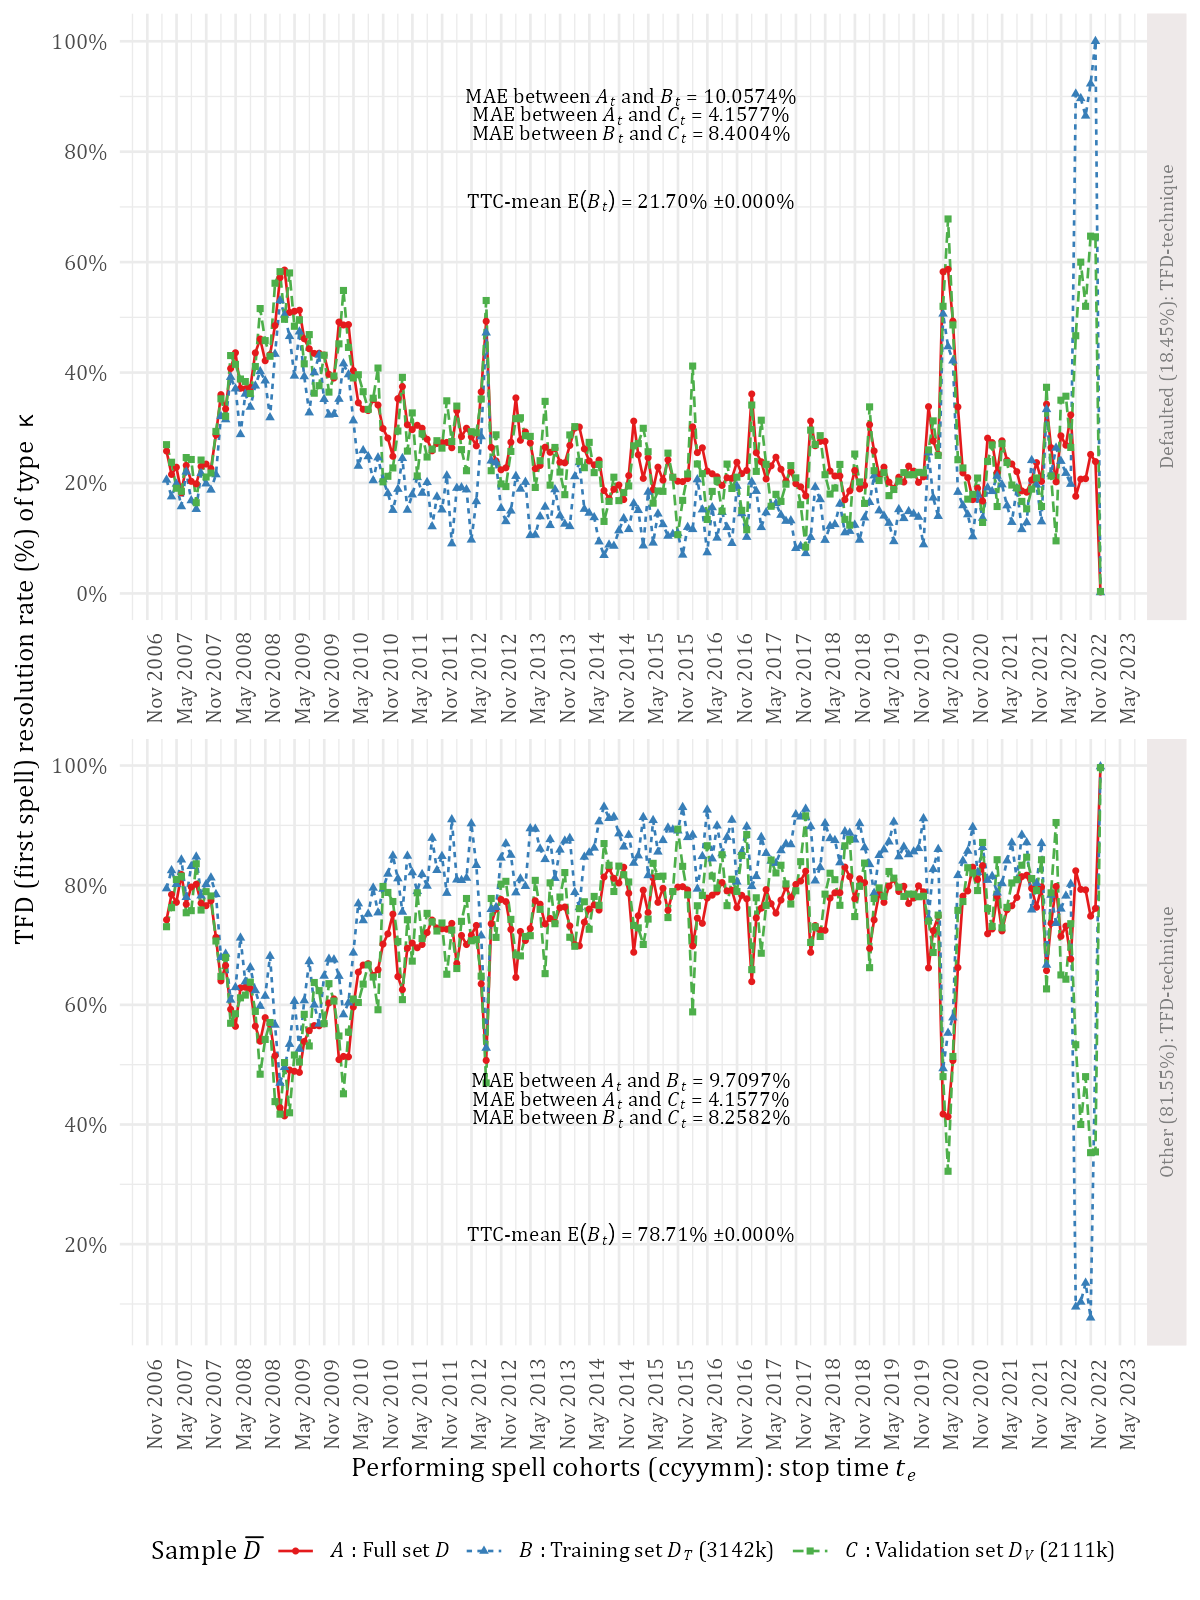 TFD (first spell) resolution rate (%) of type κ
100%
80%
60%
40%
20%
0%
MAE between A_t and B_t = 10.0574%
MAE between A_t and C_t = 4.1577%
MAE between B_t and C_t = 8.4004%
TTC-mean E(B_t) = 21.70% ±0.000%
Defaulted (18.45%): TFD-technique
Nov 2006
May 2007
Nov 2007
May 2008
Nov 2008
May 2009
Nov 2009
May 2010
Nov 2010
May 2011
Nov 2011
May 2012
Nov 2012
May 2013
Nov 2013
May 2014
Nov 2014
May 2015
Nov 2015
May 2016
Nov 2016
May 2017
Nov 2017
May 2018
Nov 2018
May 2019
Nov 2019
May 2020
Nov 2020
May 2021
Nov 2021
May 2022
Nov 2022
May 2023
100%
80%
60%
40%
20%
MAE between A_t and B_t = 9.7097%
MAE between A_t and C_t = 4.1577%
MAE between B_t and C_t = 8.2582%
TTC-mean E(B_t) = 78.71% ±0.000%
Other (81.55%): TFD-technique
Nov 2006
May 2007
Nov 2007
May 2008
Nov 2008
May 2009
Nov 2009
May 2010
Nov 2010
May 2011
Nov 2011
May 2012
Nov 2012
May 2013
Nov 2013
May 2014
Nov 2014
May 2015
Nov 2015
May 2016
Nov 2016
May 2017
Nov 2017
May 2018
Nov 2018
May 2019
Nov 2019
May 2020
Nov 2020
May 2021
Nov 2021
May 2022
Nov 2022
May 2023
Performing spell cohorts (ccyymm): stop time t_e
Sample D̅ A : Full set D B : Training set D_T (3142k) C : Validation set D_V (2111k)